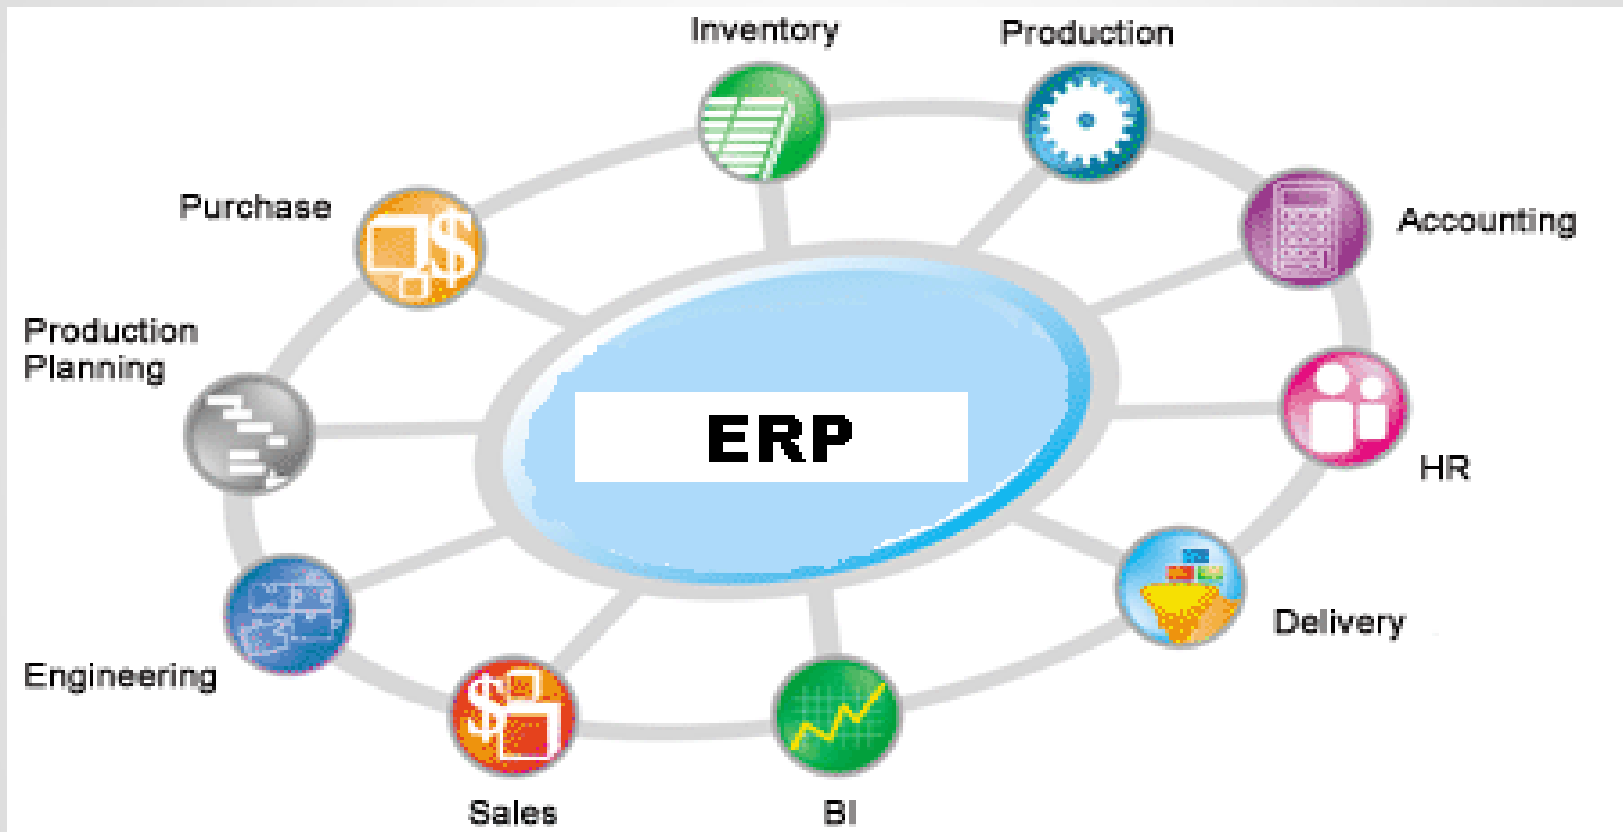 Inventory
Production
Purchase
Accounting
Production
Planning
ERP
HR
Delivery
Engineering
Sales
BI
$
$